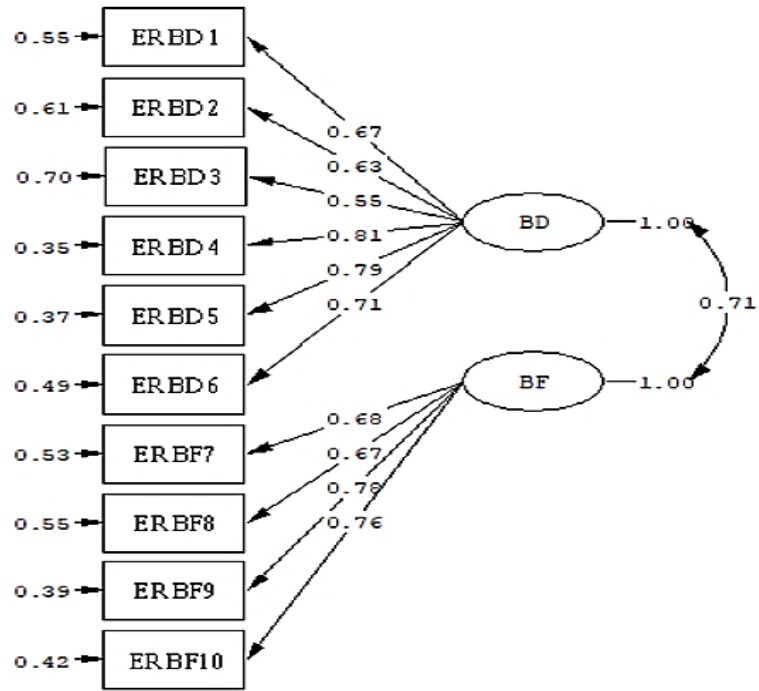 0.55 ERBD1
0.61 ERBD2
0.70 ERBD3
0.35 ERBD4
0.37 ERBD5
0.49 ERBD6
0.53 ERBF7
0.55 ERBF8
0.39 ERBF9
0.42 ERBF10
0.67
0.63
0.55
0.81
0.79
0.71
0.68
0.67
0.78
0.76
BD 1.00
BF 1.00
0.71